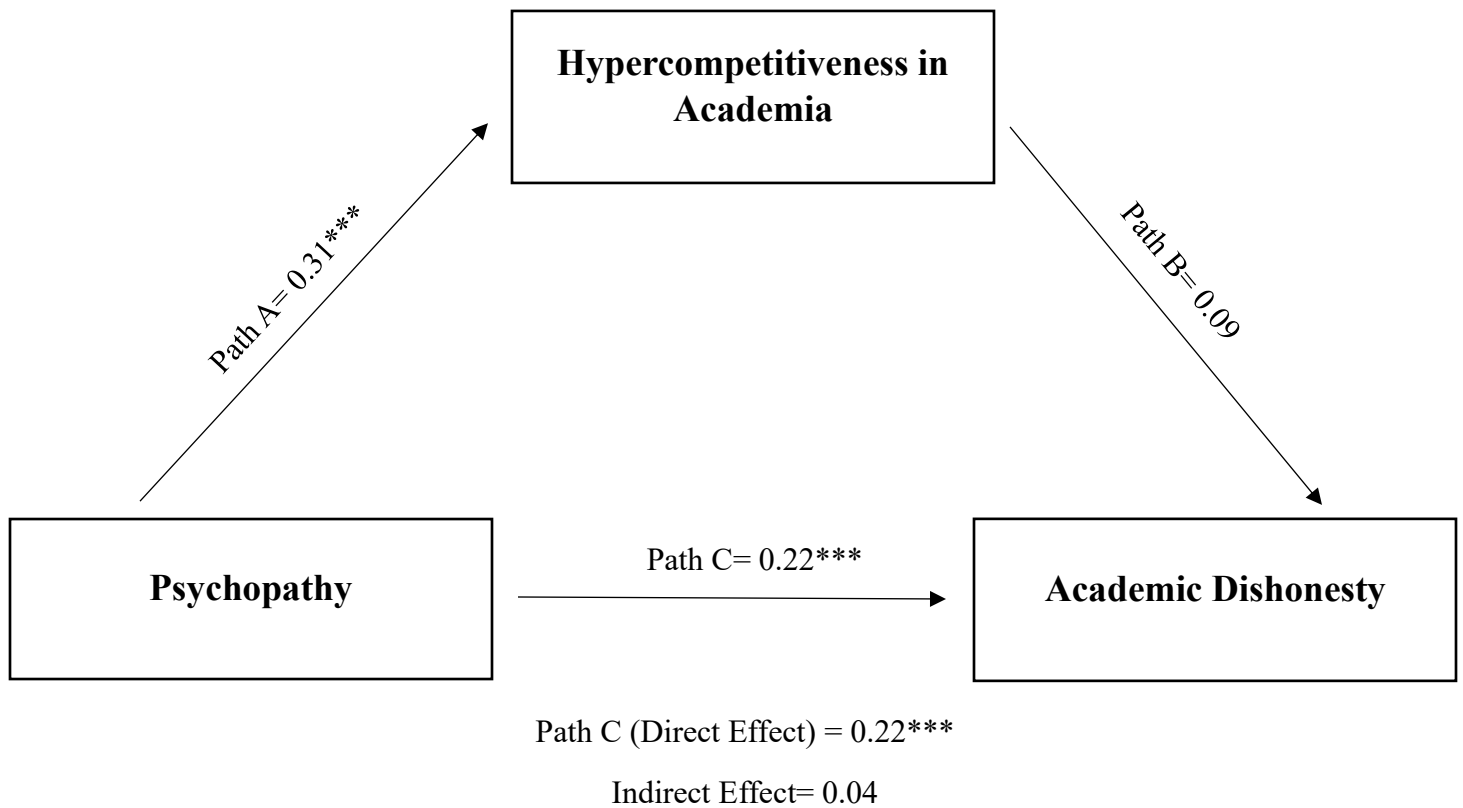 Hypercompetitiveness in
Academia
Path A= 0.31***
Path B= 0.09
Psychopathy
Path C= 0.22***
Academic Dishonesty
Path C (Direct Effect) = 0.22***
Indirect Effect= 0.04